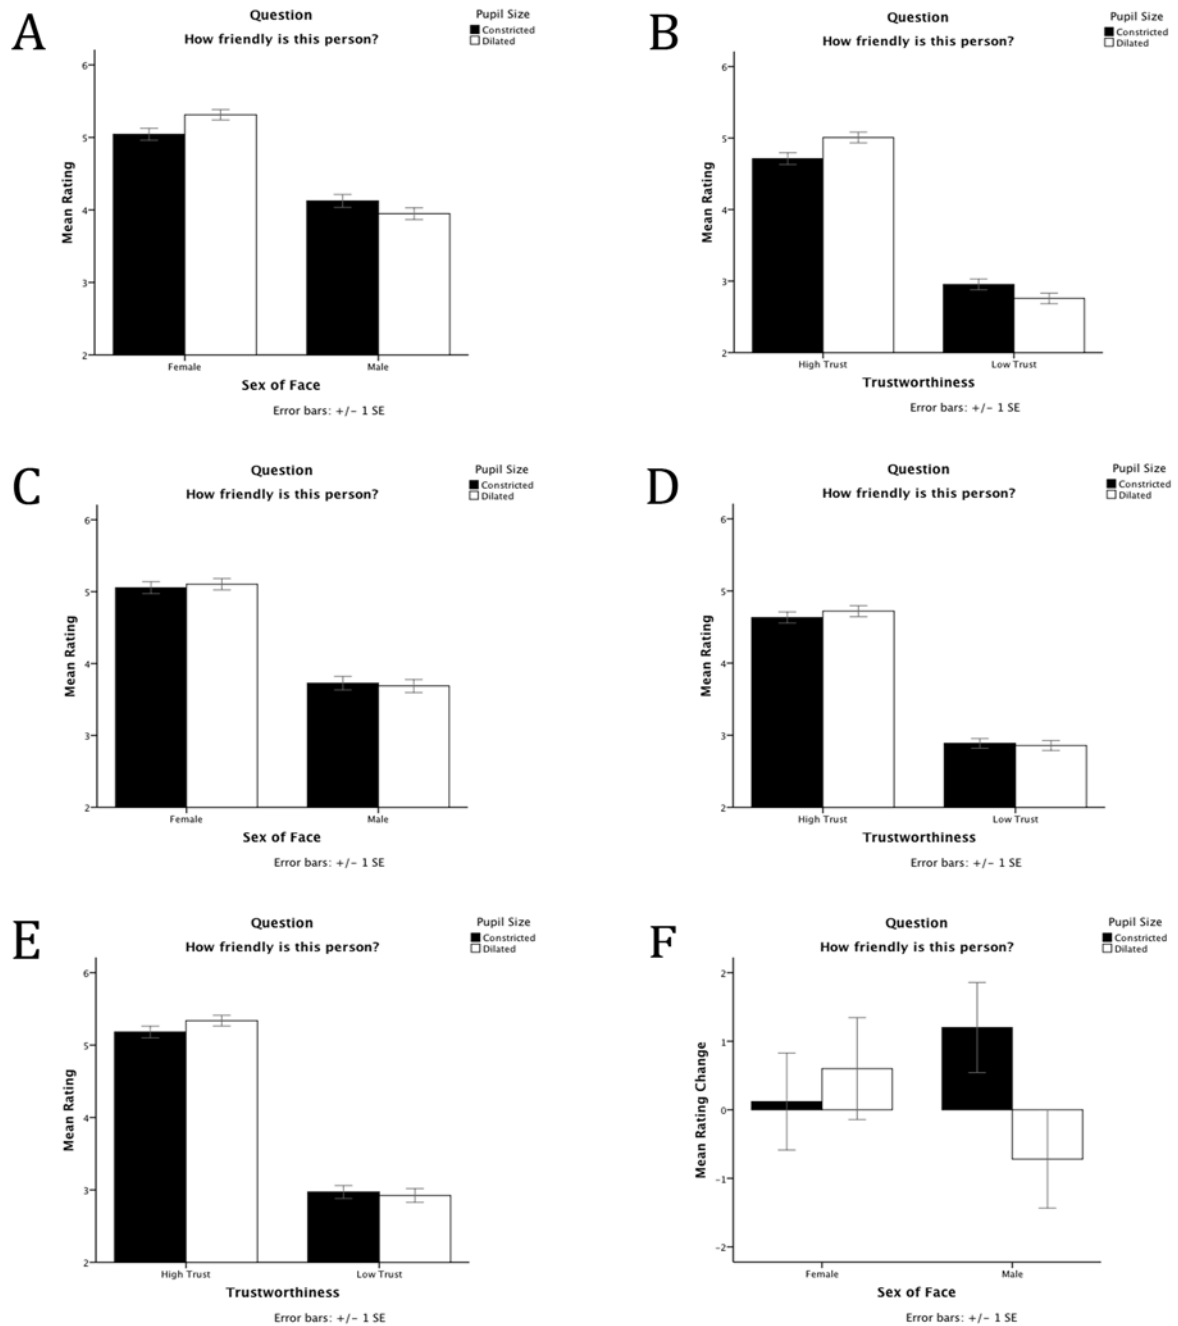 A
Question
How friendly is this person?
Pupil Size
Constricted
Dilated
6
5
4
3
2
Mean Rating
Female
Male
Sex of Face
Error bars: +/− 1 SE
B
Question
How friendly is this person?
Pupil Size
Constricted
Dilated
6
5
4
3
2
Mean Rating
High Trust
Low Trust
Trustworthiness
Error bars: +/− 1 SE
C
Question
How friendly is this person?
Pupil Size
Constricted
Dilated
6
5
4
3
2
Mean Rating
Female
Male
Sex of Face
Error bars: +/− 1 SE
D
Question
How friendly is this person?
Pupil Size
Constricted
Dilated
6
5
4
3
2
Mean Rating
High Trust
Low Trust
Trustworthiness
Error bars: +/− 1 SE
E
Question
How friendly is this person?
Pupil Size
Constricted
Dilated
6
5
4
3
2
Mean Rating
High Trust
Low Trust
Trustworthiness
Error bars: +/− 1 SE
F
Question
How friendly is this person?
Pupil Size
Constricted
Dilated
2
1
0
−1
−2
Mean Rating Change
Female
Male
Sex of Face
Error bars: +/− 1 SE